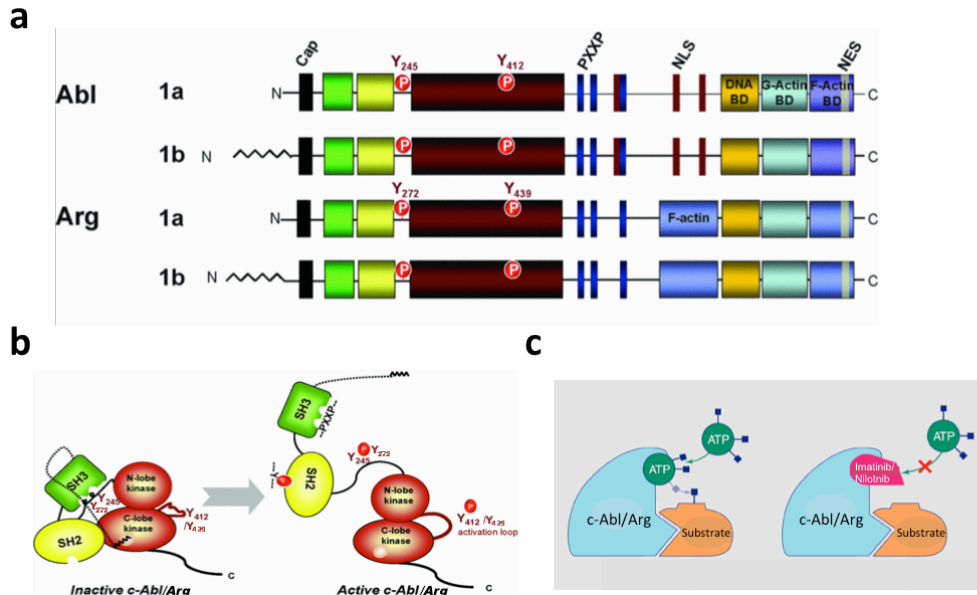 a
Cap
Y245
Y412
PXXP
NLS
NES
Abl 1a N P P DNA BD G-Actin BD F-Actin BD C
1b N P P C
Y272
Y439
Arg 1a N P P F-actin C
1b N P P C
b
SH3
N-lobe kinase
Y245
Y272
C-lobe kinase
Y412
/Y439
SH2
C
Inactive c-Abl/Arg
SH3
--PXXP--
P
Y245 Y272
SH2
--Y--
P
N-lobe kinase
C-lobe kinase
P
Y412 /Y439
activation loop
C
Active c-Abl/Arg
c
ATP
ATP
c-Abl/Arg
Substrate
ATP
Imatinib/
Nilotnib
c-Abl/Arg
Substrate